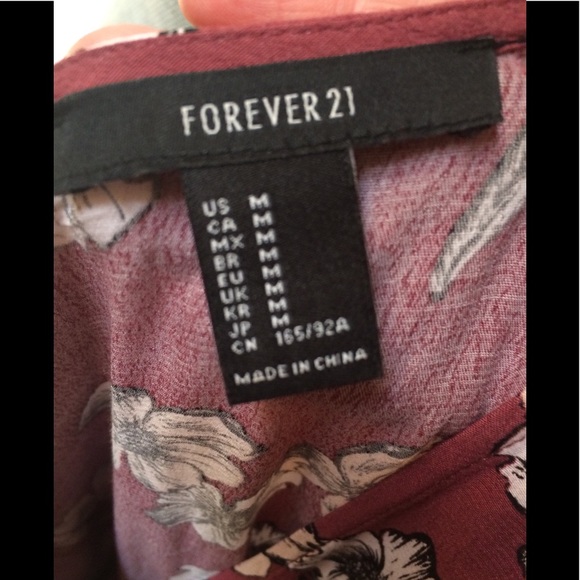 FOREVER 21
US M
CA M
MX M
BR M
EU M
UK M
KR M
JP M
CN 165/92A
MADE IN CHINA